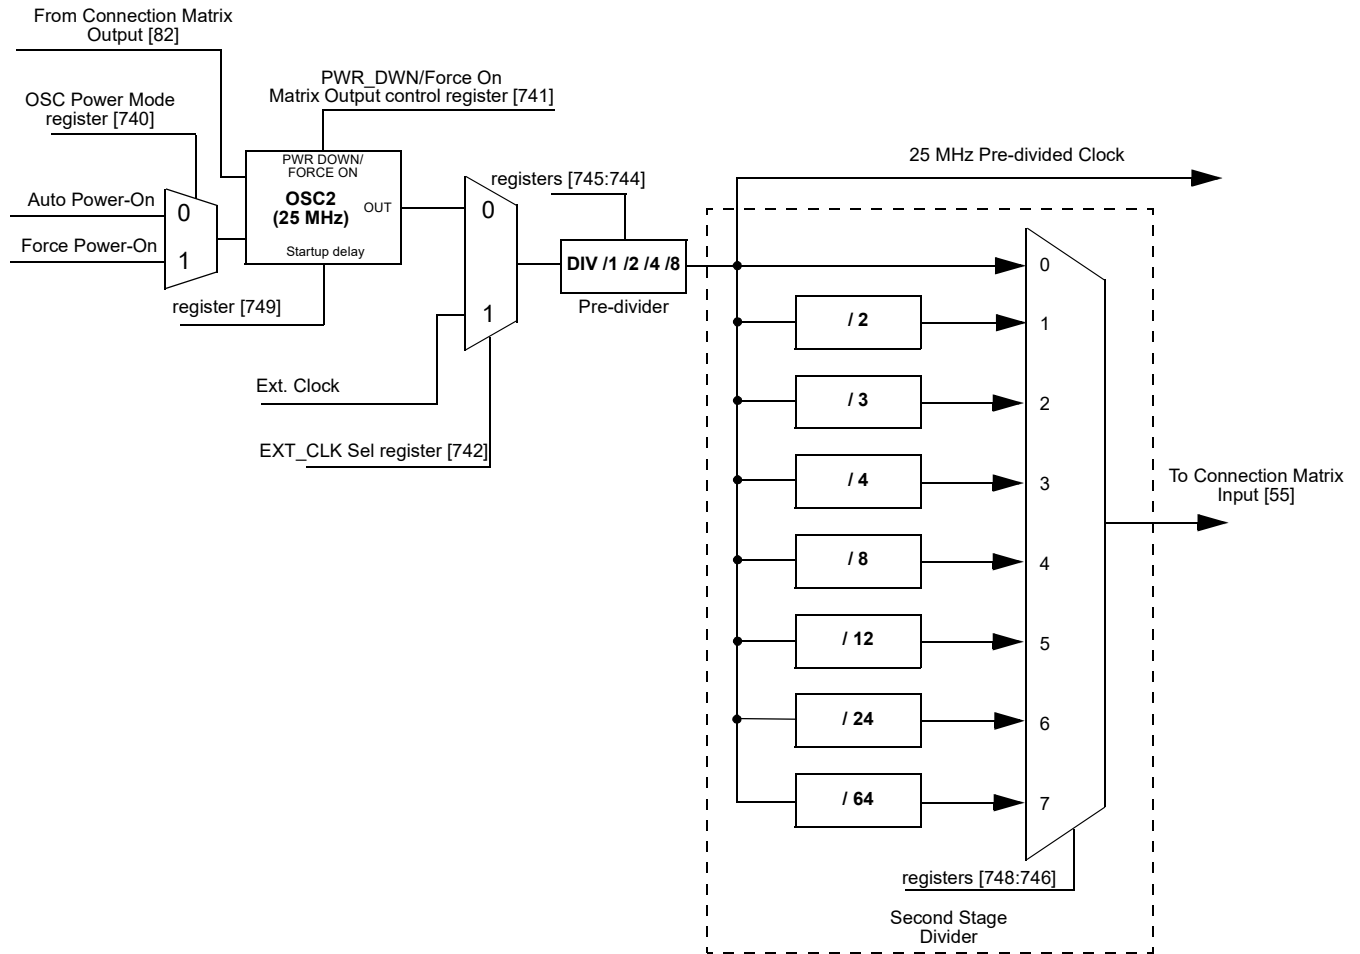 From Connection Matrix
Output [82]
PWR_DWN/Force On
Matrix Output control register [741]
OSC Power Mode
register [740]
PWR DOWN/
FORCE ON
OSC2
(25 MHz)
OUT
Startup delay
Auto Power-On
0
Force Power-On
1
register [749]
0
1
Ext. Clock
EXT_CLK Sel register [742]
registers [745:744]
DIV /1 /2 /4 /8
Pre-divider
25 MHz Pre-divided Clock
0
/ 2
1
/ 3
2
/ 4
3
/ 8
4
/ 12
5
/ 24
6
/ 64
7
To Connection Matrix
Input [55]
registers [748:746]
Second Stage
Divider